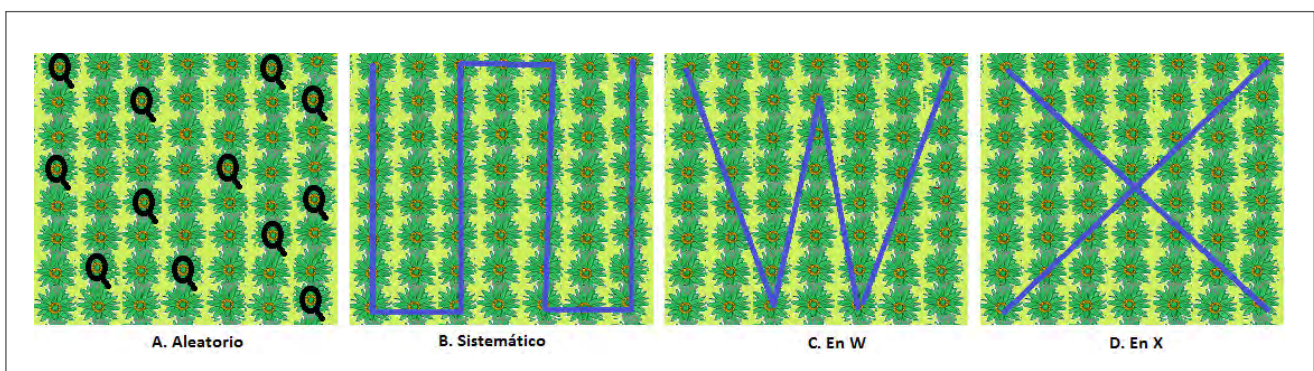 A. Aleatorio
B. Sistemático
C. En W
D. En X